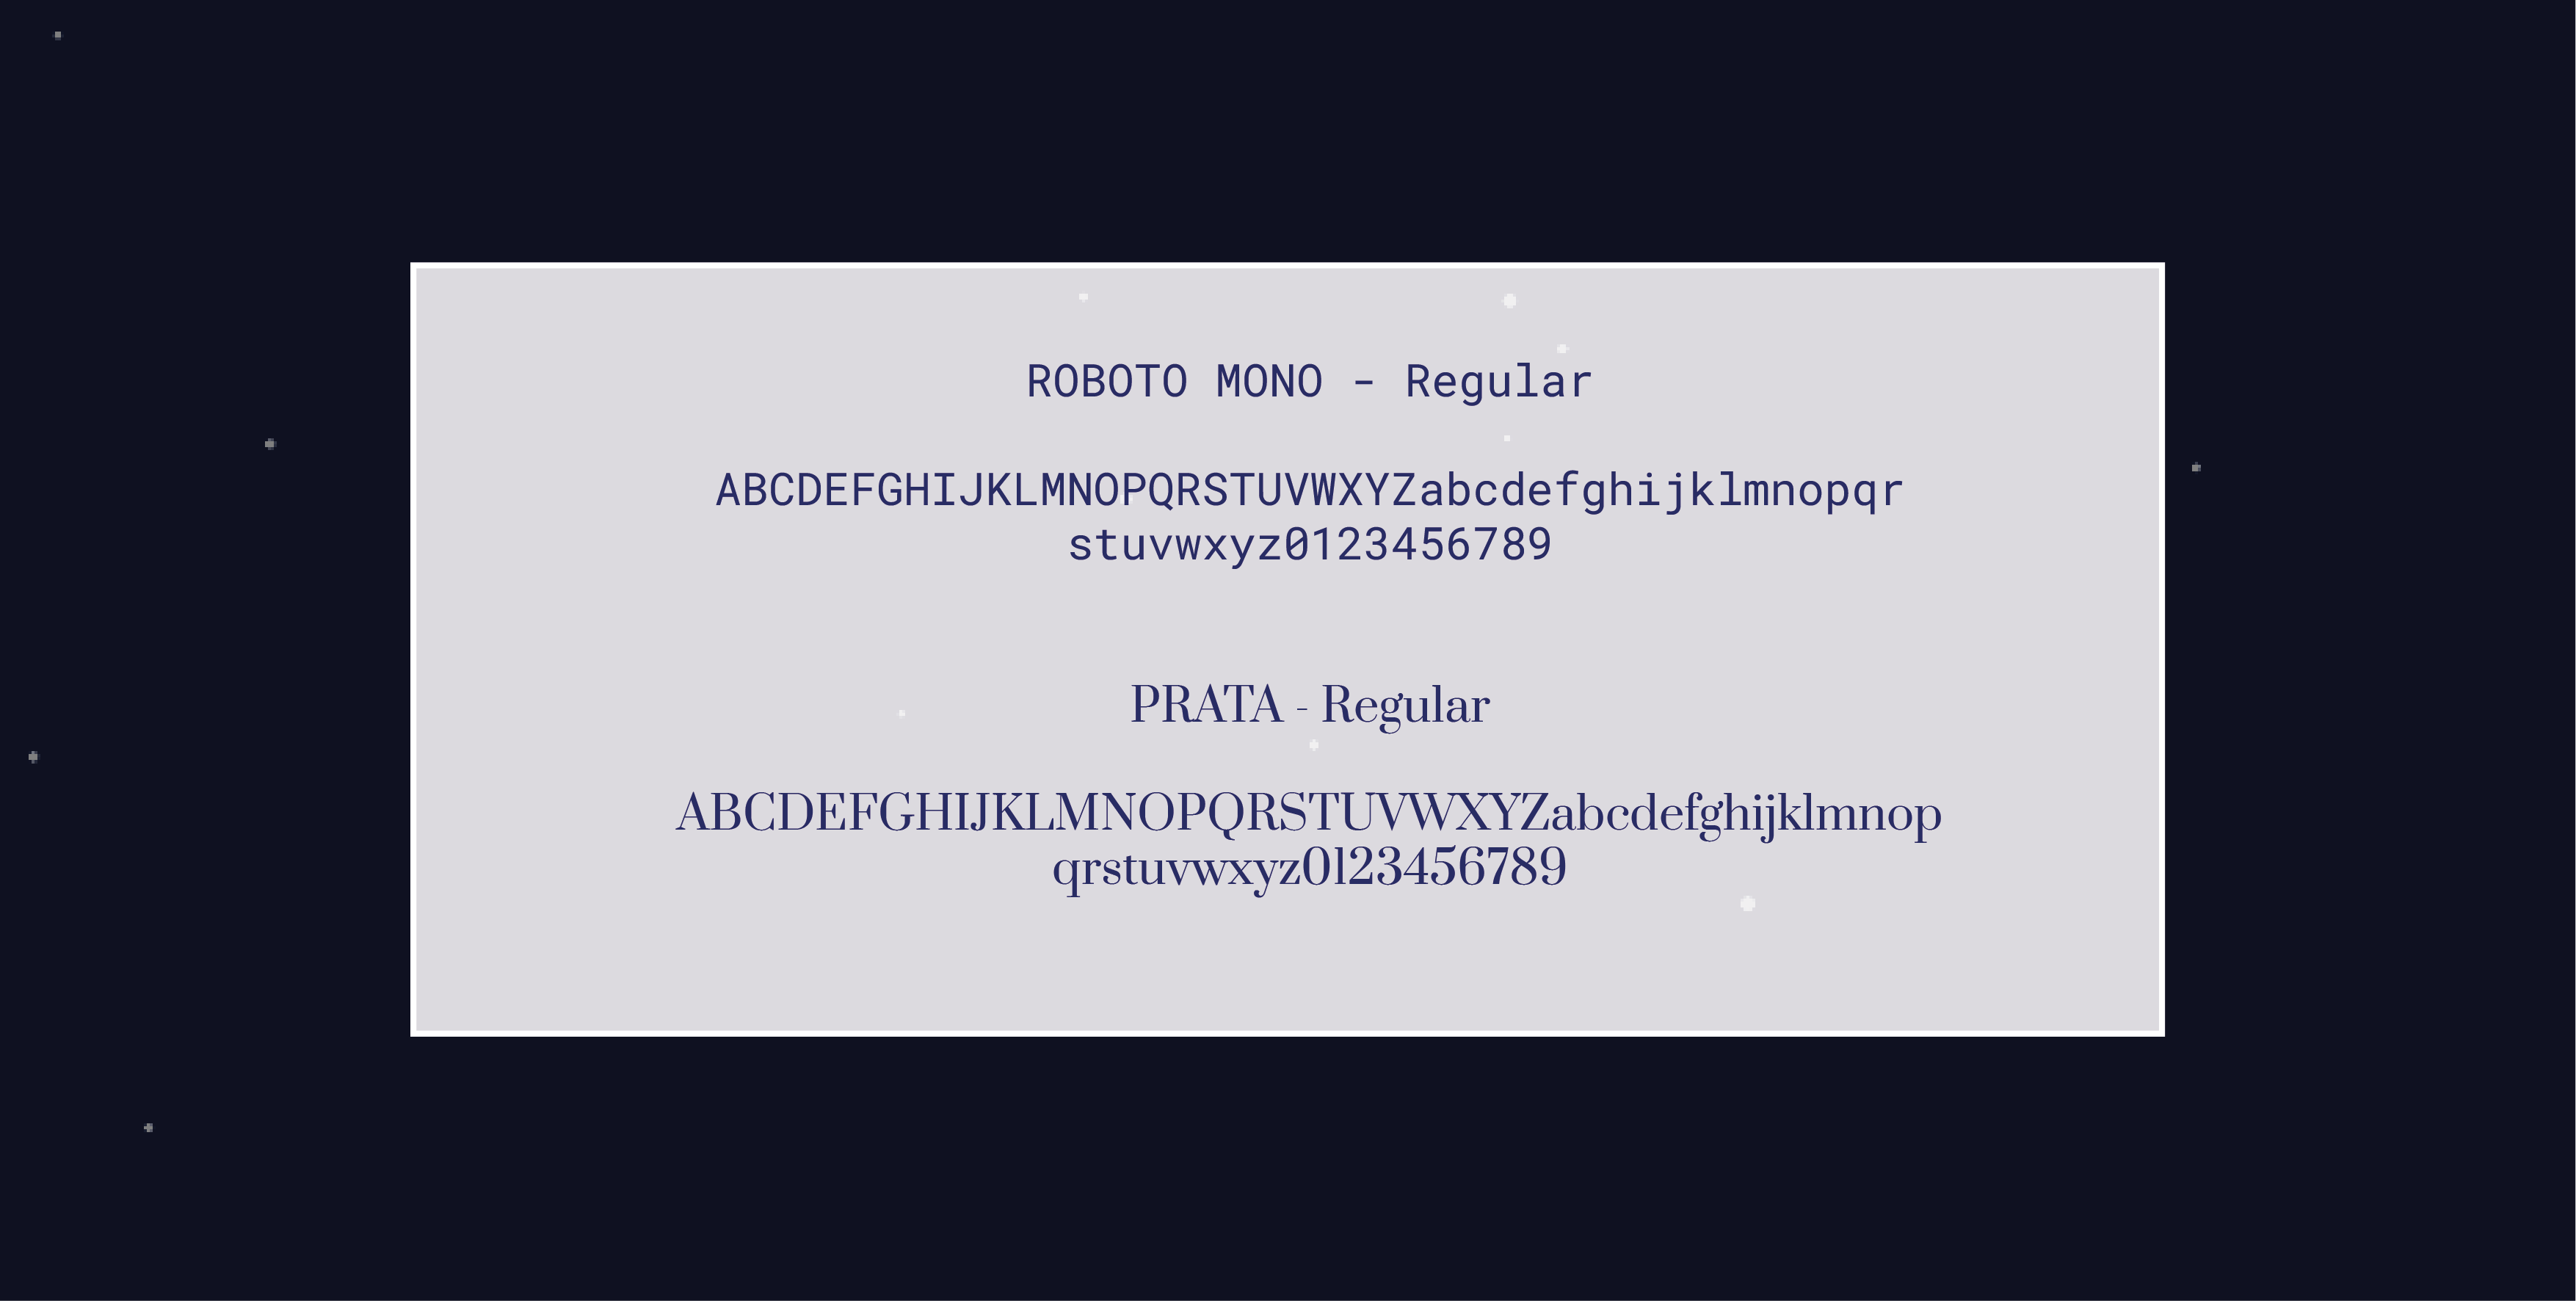 ROBOTO MONO - Regular
ABCDEFGHIJKLMNOPQRSTUVWXYZabcdefghijklmnopqr
stuvwxyz0123456789
PRATA - Regular
ABCDEFGHIJKLMNOPQRSTUVWXYZabcdefghijklmnop
qrstuvwxyz0123456789